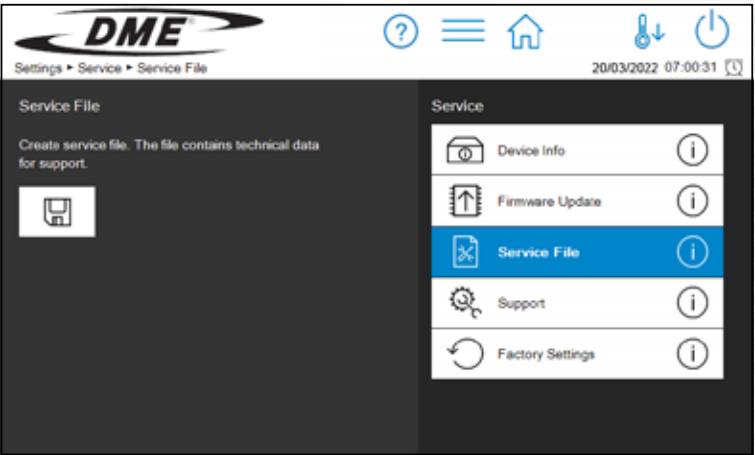 DME
Settings ▸ Service ▸ Service File
20/03/2022 07:00:31
Service File
Create service file. The file contains technical data
for support.
Service
Device Info
Firmware Update
Service File
Support
Factory Settings